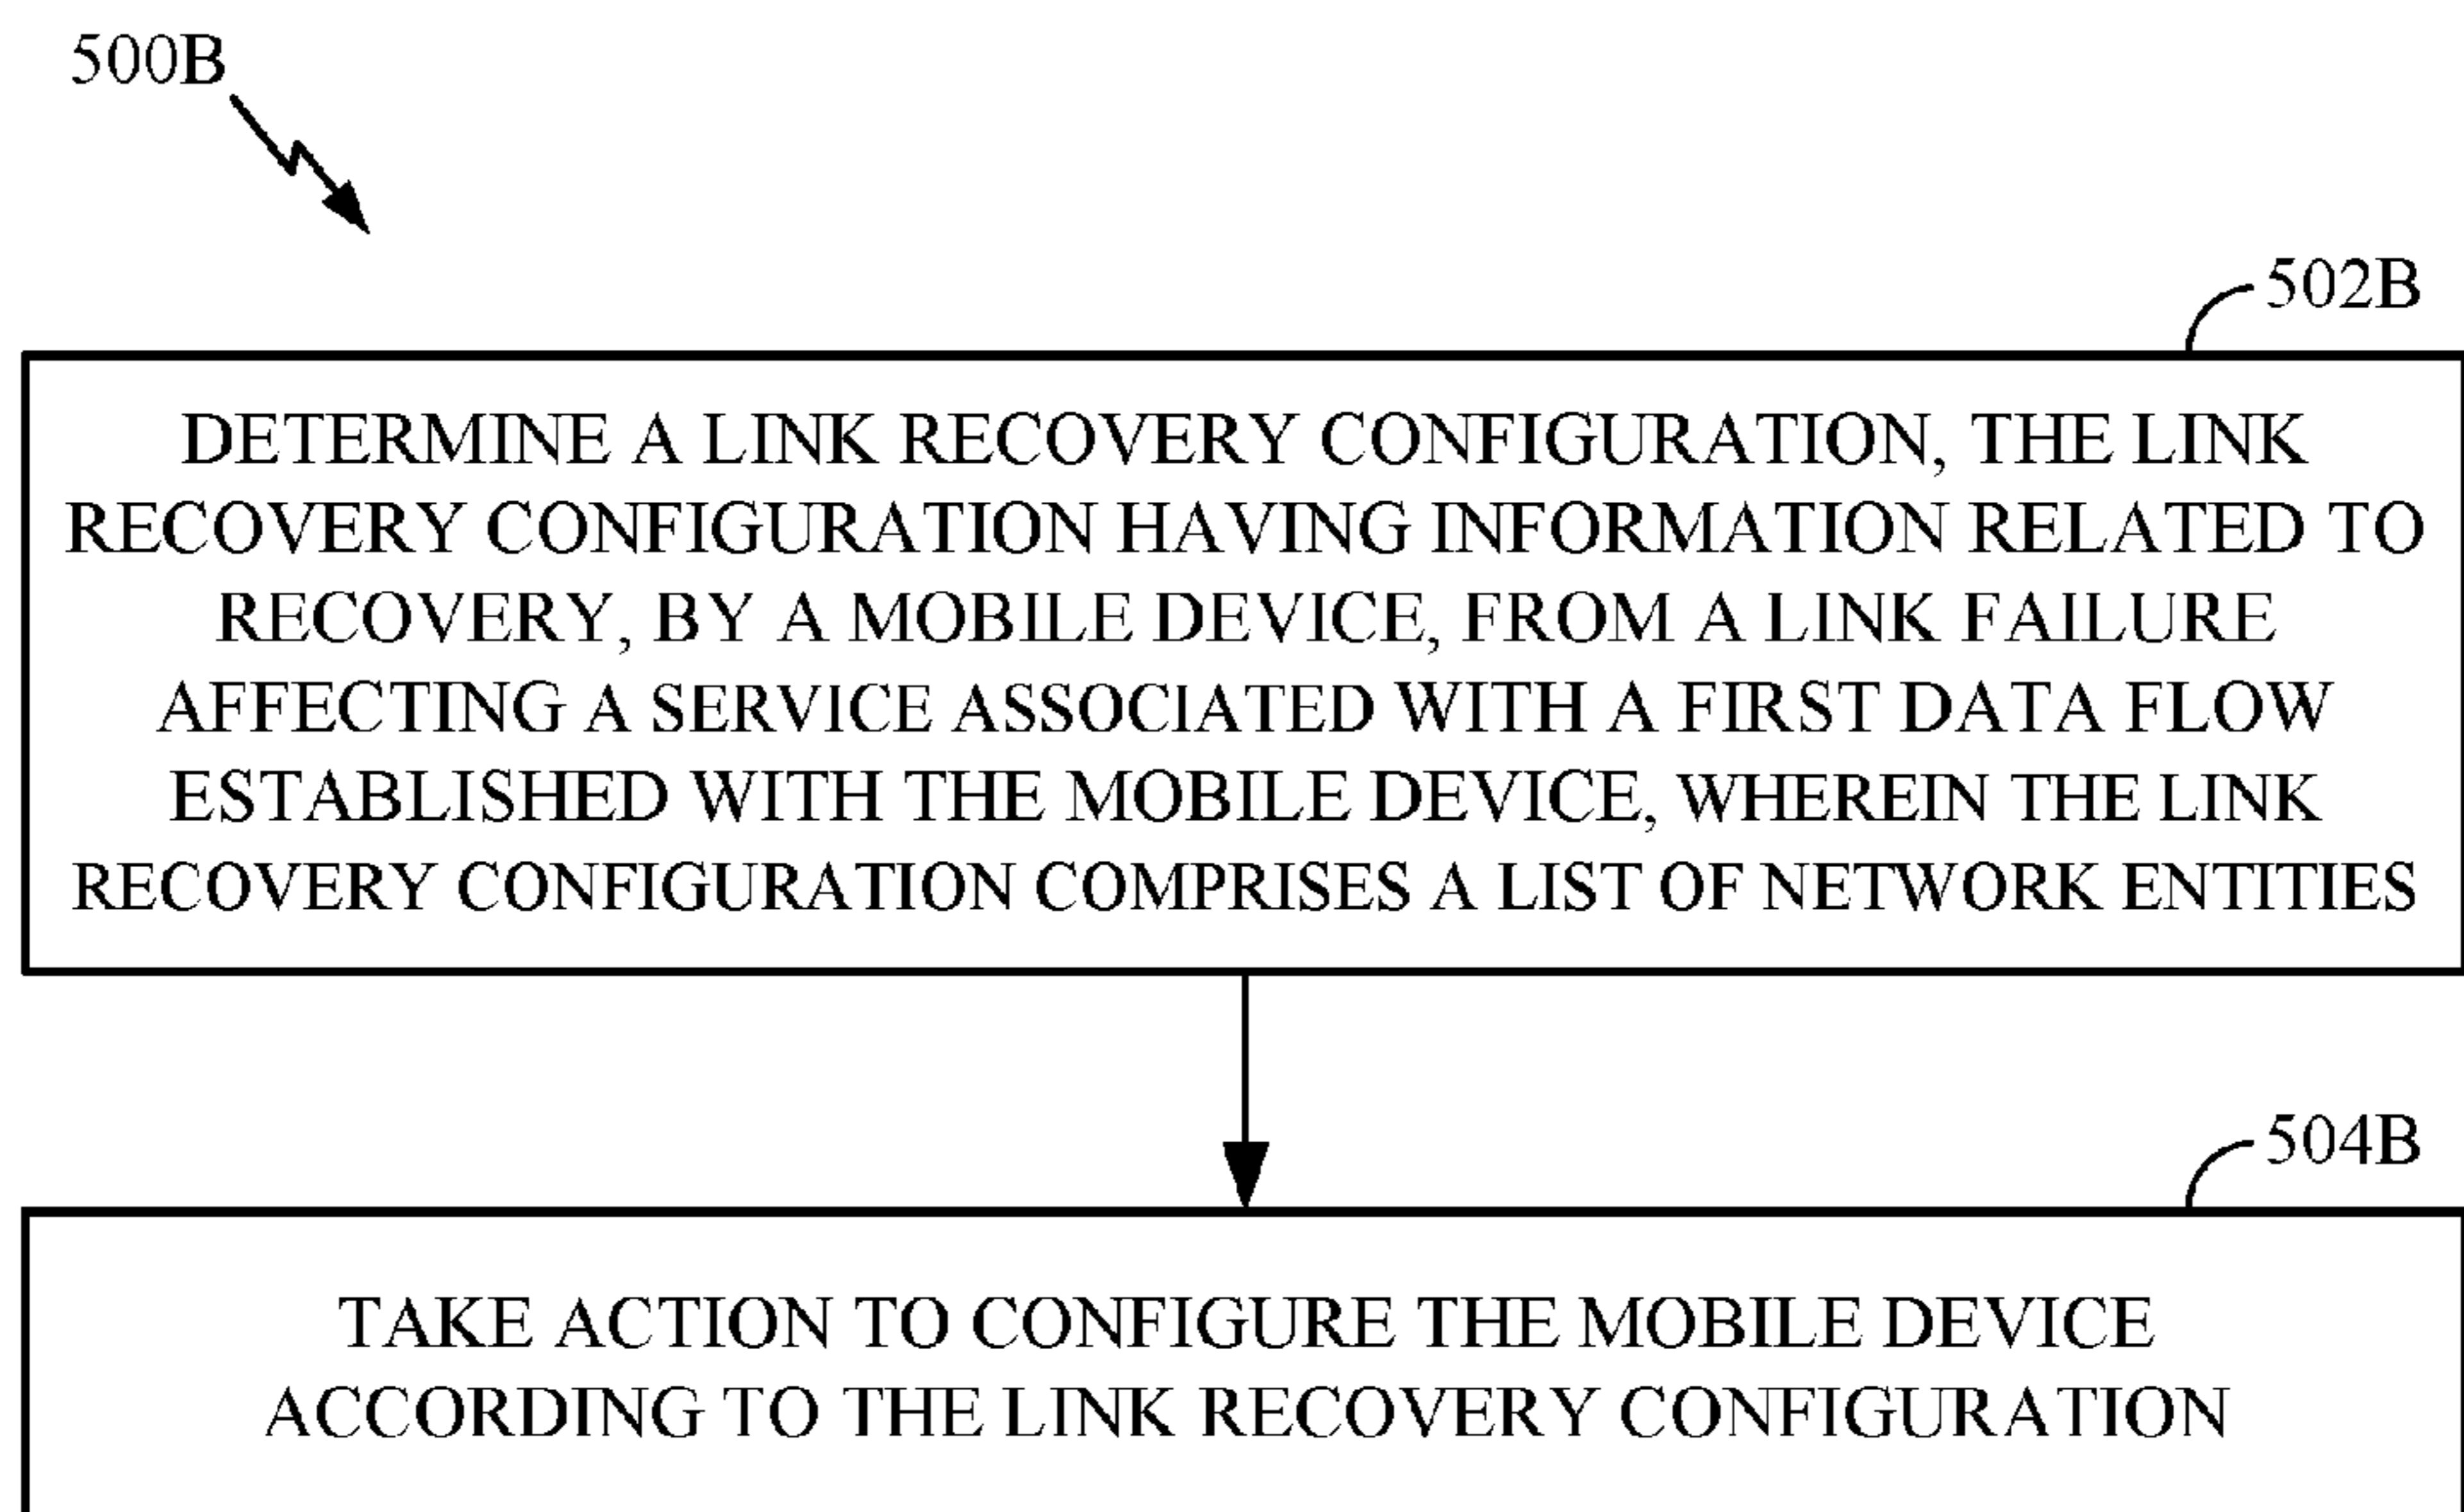 500B
502B
DETERMINE A LINK RECOVERY CONFIGURATION, THE LINK
RECOVERY CONFIGURATION HAVING INFORMATION RELATED TO
RECOVERY, BY A MOBILE DEVICE, FROM A LINK FAILURE
AFFECTING A SERVICE ASSOCIATED WITH A FIRST DATA FLOW
ESTABLISHED WITH THE MOBILE DEVICE, WHEREIN THE LINK
RECOVERY CONFIGURATION COMPRISES A LIST OF NETWORK ENTITIES
504B
TAKE ACTION TO CONFIGURE THE MOBILE DEVICE
ACCORDING TO THE LINK RECOVERY CONFIGURATION